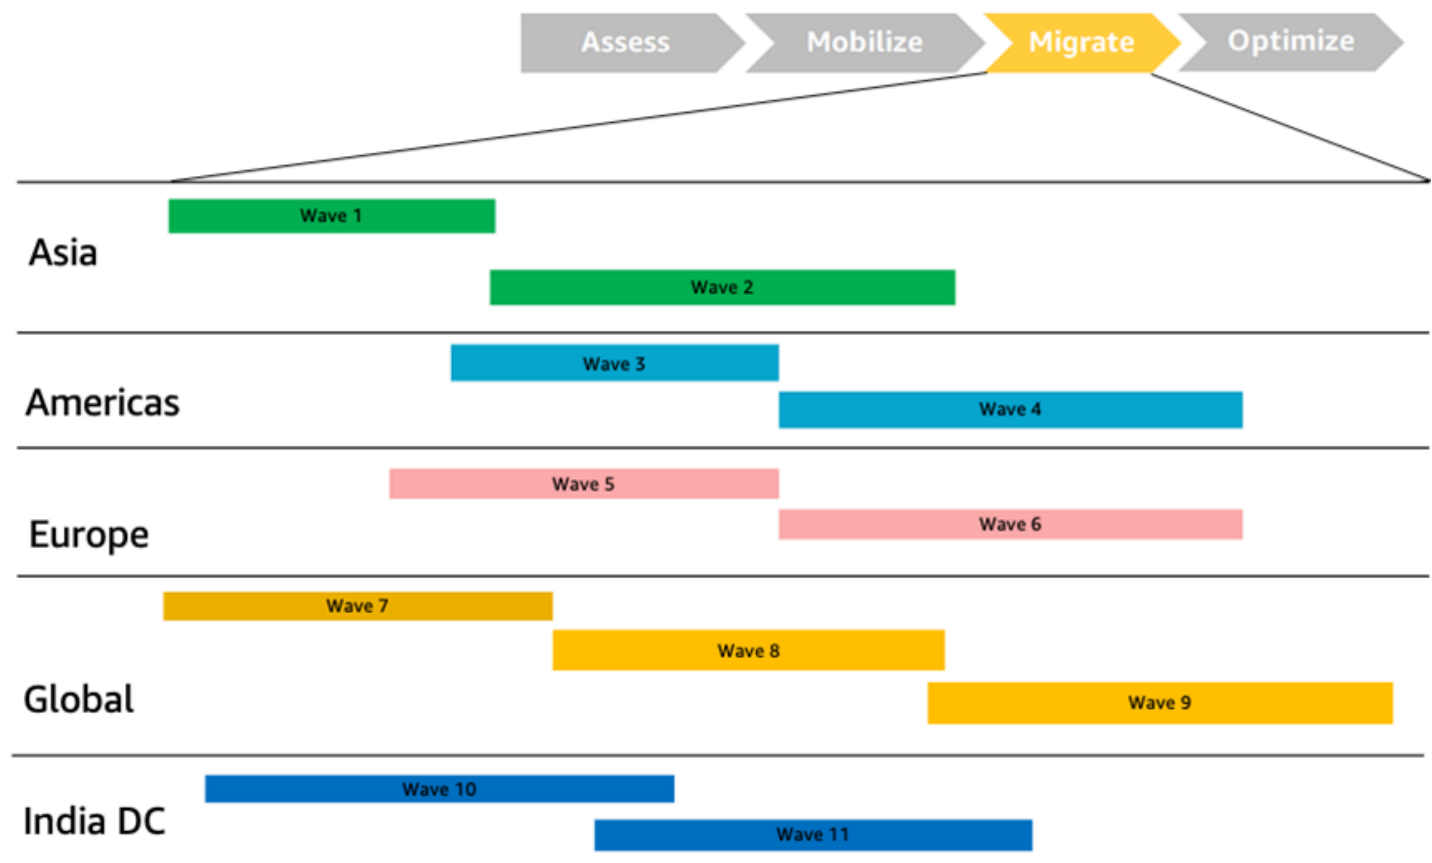 Assess
Mobilize
Migrate
Optimize
Asia
Wave 1
Wave 2
Americas
Wave 3
Wave 4
Europe
Wave 5
Wave 6
Global
Wave 7
Wave 8
Wave 9
India DC
Wave 10
Wave 11